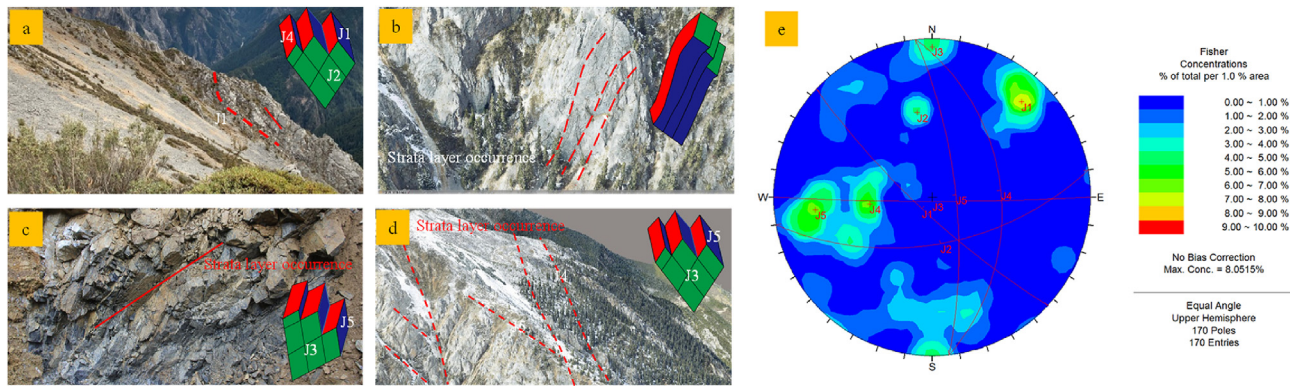 a
J4
J1
J2
J1
b
Strata layer occurrence
c
Strata layer occurrence
J5
J3
d
Strata layer occurrence
J5
J4
J3
e
N
J3
J1
J2
W
E
J5
J4
J1
J3
J5
J4
J2
S
Fisher
Concentrations
% of total per 1.0 % area
0.00 ~ 1.00 %
1.00 ~ 2.00 %
2.00 ~ 3.00 %
3.00 ~ 4.00 %
4.00 ~ 5.00 %
5.00 ~ 6.00 %
6.00 ~ 7.00 %
7.00 ~ 8.00 %
8.00 ~ 9.00 %
9.00 ~ 10.00 %
No Bias Correction
Max. Conc. = 8.0515%
Equal Angle
Upper Hemisphere
170 Poles
170 Entries